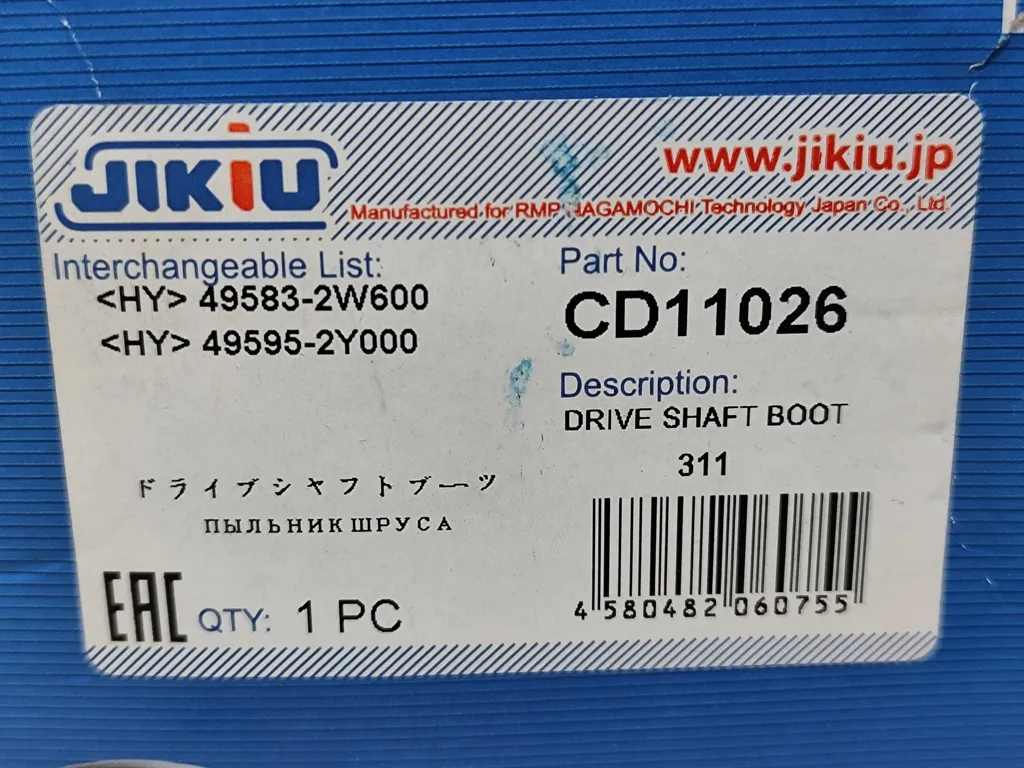 JIKIU
www.jikiu.jp
Manufactured for RMP NAGAMOCHI Technology Japan Co., Ltd.
Interchangeable List:
<HY> 49583-2W600
<HY> 49595-2Y000
Part No:
CD11026
Description:
DRIVE SHAFT BOOT
311
ドライブシャフトブーツ
ПЫЛЬНИК ШРУСА
EAC
QTY: 1 PC
4 580482 060755